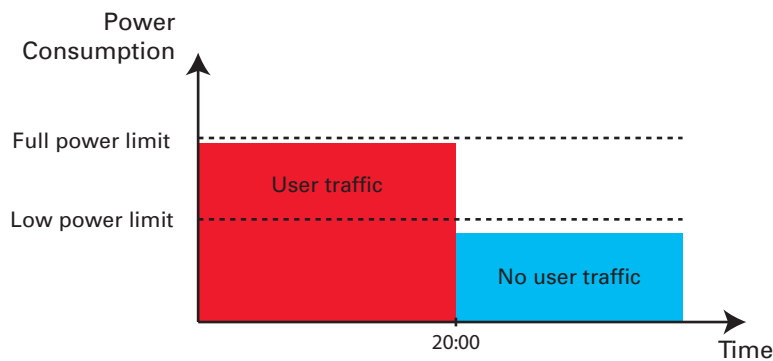 Power
Consumption
Full power limit
User traffic
Low power limit
No user traffic
20:00
Time